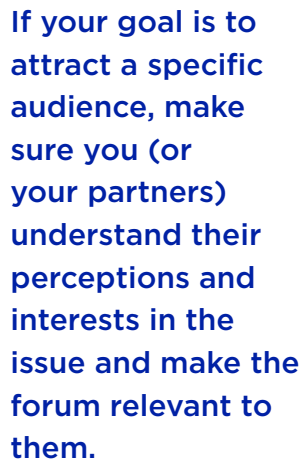 If your goal is to
attract a specific
audience, make
sure you (or
your partners)
understand their
perceptions and
interests in the
issue and make the
forum relevant to
them.